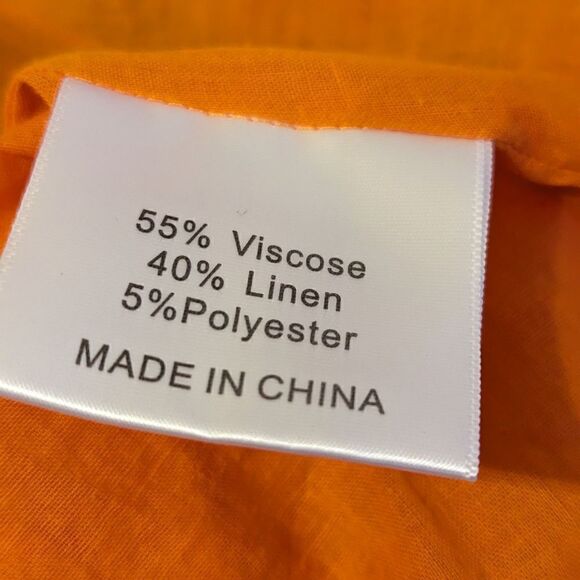 55% Viscose
40% Linen
5%Polyester
MADE IN CHINA